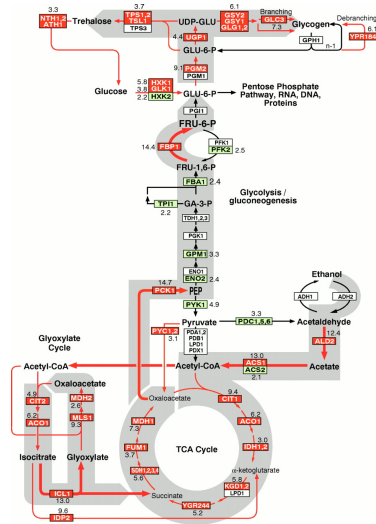 3.3
NTH1,2
ATH1
Trehalose
3.7
TPS1,2
TSL1
TPS3
UDP-GLU
6.1
GSY2
GSY1
GLG1,2
Branching
GLC3
7.3
Glycogen
Debranching
6.1
YPR184
GPH1
n-1
4.4
UGP1
GLU-6-P
9.1
PGM2
PGM1
Glucose
5.8
3.8
2.2
HXK1
GLK1
HXK2
GLU-6-P
Pentose Phosphate
Pathway, RNA, DNA,
Proteins
PGI1
FRU-6-P
14.4
FBP1
PFK1
PFK2
2.5
FRU-1,6-P
FBA1
2.4
Glycolysis /
gluconeogenesis
TPI1
2.2
GA-3-P
TDH1,2,3
PGK1
GPM1
3.3
ENO1
ENO2
2.4
14.7
PCK1
PEP
PYK1
4.9
Ethanol
ADH1
ADH2
Pyruvate
3.3
PDC1,5,6
Acetaldehyde
12.4
ALD2
PYC1,2
3.1
PDA1,2
PDB1
LPD1
PDX1
Glyoxylate
Cycle
Acetyl-CoA
Acetyl-CoA
13.0
ACS1
ACS2
2.1
Acetate
Oxaloacetate
4.9
CIT2
MDH2
2.6
6.2
ACO1
MLS1
9.3
Isocitrate
Glyoxylate
ICL1
13.0
9.6
IDP2
Oxaloacetate
9.4
CIT1
MDH1
7.3
6.2
ACO1
TCA Cycle
FUM1
3.7
3.0
IDH1,2
SDH1,2,3,4
5.6
α-ketoglutarate
5.8
KGD1,2
LPD1
Succinate
YGR244
5.2